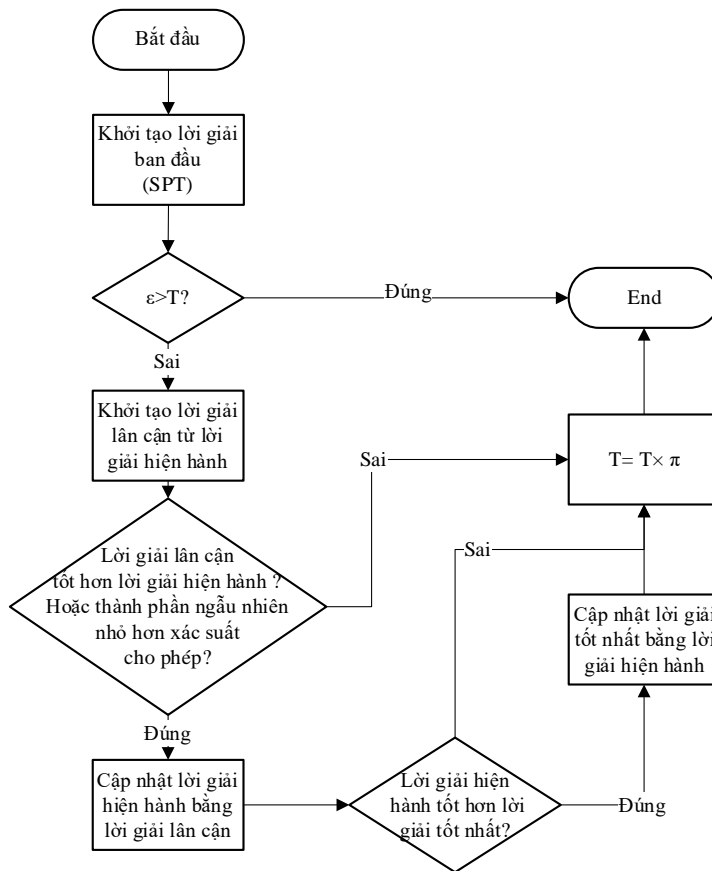 Bắt đầu
Khởi tạo lời giải
ban đầu
(SPT)
ε>T?
Đúng
End
Sai
Khởi tạo lời giải
lân cận từ lời
giải hiện hành
Sai
T= T× π
Lời giải lân cận
tốt hơn lời giải hiện hành ?
Hoặc thành phần ngẫu nhiên
nhỏ hơn xác suất
cho phép?
Sai
Cập nhật lời giải
tốt nhất bằng lời
giải hiện hành
Đúng
Cập nhật lời giải
hiện hành bằng
lời giải lân cận
Lời giải hiện
hành tốt hơn lời
giải tốt nhất?
Đúng